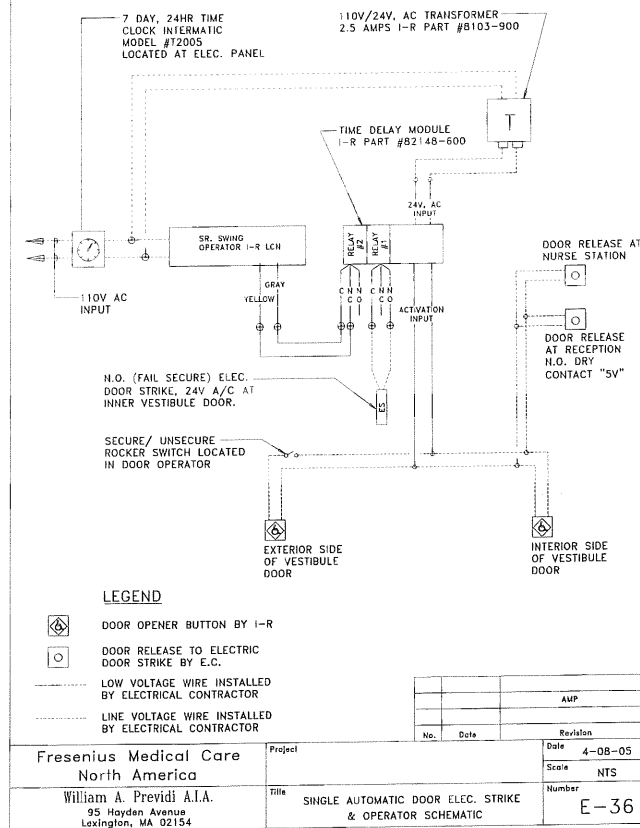 7 DAY, 24HR TIME
CLOCK INTERMATIC
MODEL #T2005
LOCATED AT ELEC. PANEL
110V/24V, AC TRANSFORMER
2.5 AMPS I-R PART #8103-900
T
TIME DELAY MODULE
I-R PART #82148-600
24V, AC
INPUT
SR. SWING
OPERATOR I-R LCN
RELAY
#2
RELAY
#1
DOOR RELEASE AT
NURSE STATION
110V AC
INPUT
GRAY
YELLOW
C
NC
NO
C
NC
NO
ACTIVATION
INPUT
DOOR RELEASE
AT RECEPTION
N.O. DRY
CONTACT "5V"
N.O. (FAIL SECURE) ELEC.
DOOR STRIKE, 24V A/C AT
INNER VESTIBULE DOOR.
ES
SECURE/ UNSECURE
ROCKER SWITCH LOCATED
IN DOOR OPERATOR
EXTERIOR SIDE
OF VESTIBULE
DOOR
INTERIOR SIDE
OF VESTIBULE
DOOR
LEGEND
DOOR OPENER BUTTON BY I-R
DOOR RELEASE TO ELECTRIC
DOOR STRIKE BY E.C.
LOW VOLTAGE WIRE INSTALLED
BY ELECTRICAL CONTRACTOR
LINE VOLTAGE WIRE INSTALLED
BY ELECTRICAL CONTRACTOR
AMP
No. Date Revision
Fresenius Medical Care
North America
Project
Date
4-08-05
Scale
NTS
William A. Previdi A.I.A.
95 Hayden Avenue
Lexington, MA 02154
Title
SINGLE AUTOMATIC DOOR ELEC. STRIKE
& OPERATOR SCHEMATIC
Number
E-36